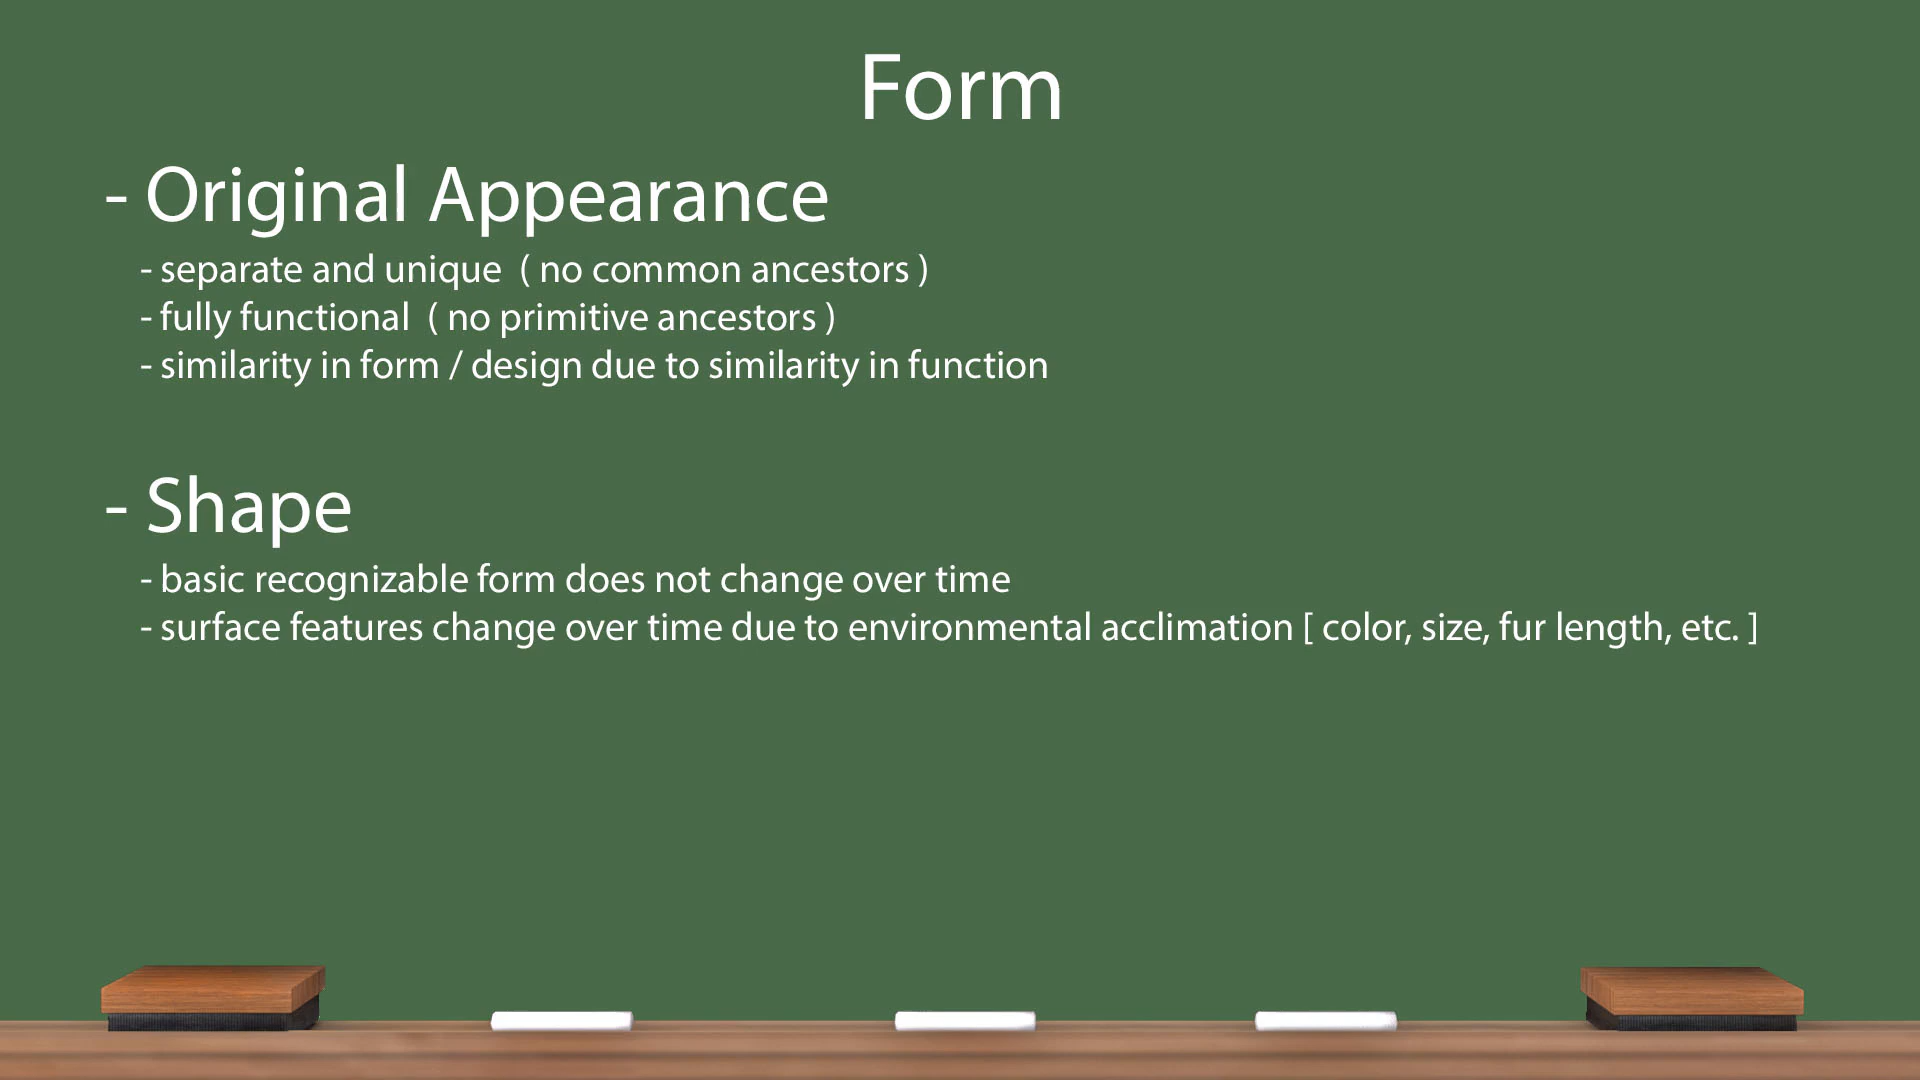 Form
- Original Appearance
- separate and unique  ( no common ancestors )
- fully functional  ( no primitive ancestors )
- similarity in form / design due to similarity in function
- Shape
- basic recognizable form does not change over time
- surface features change over time due to environmental acclimation [ color, size, fur length, etc. ]